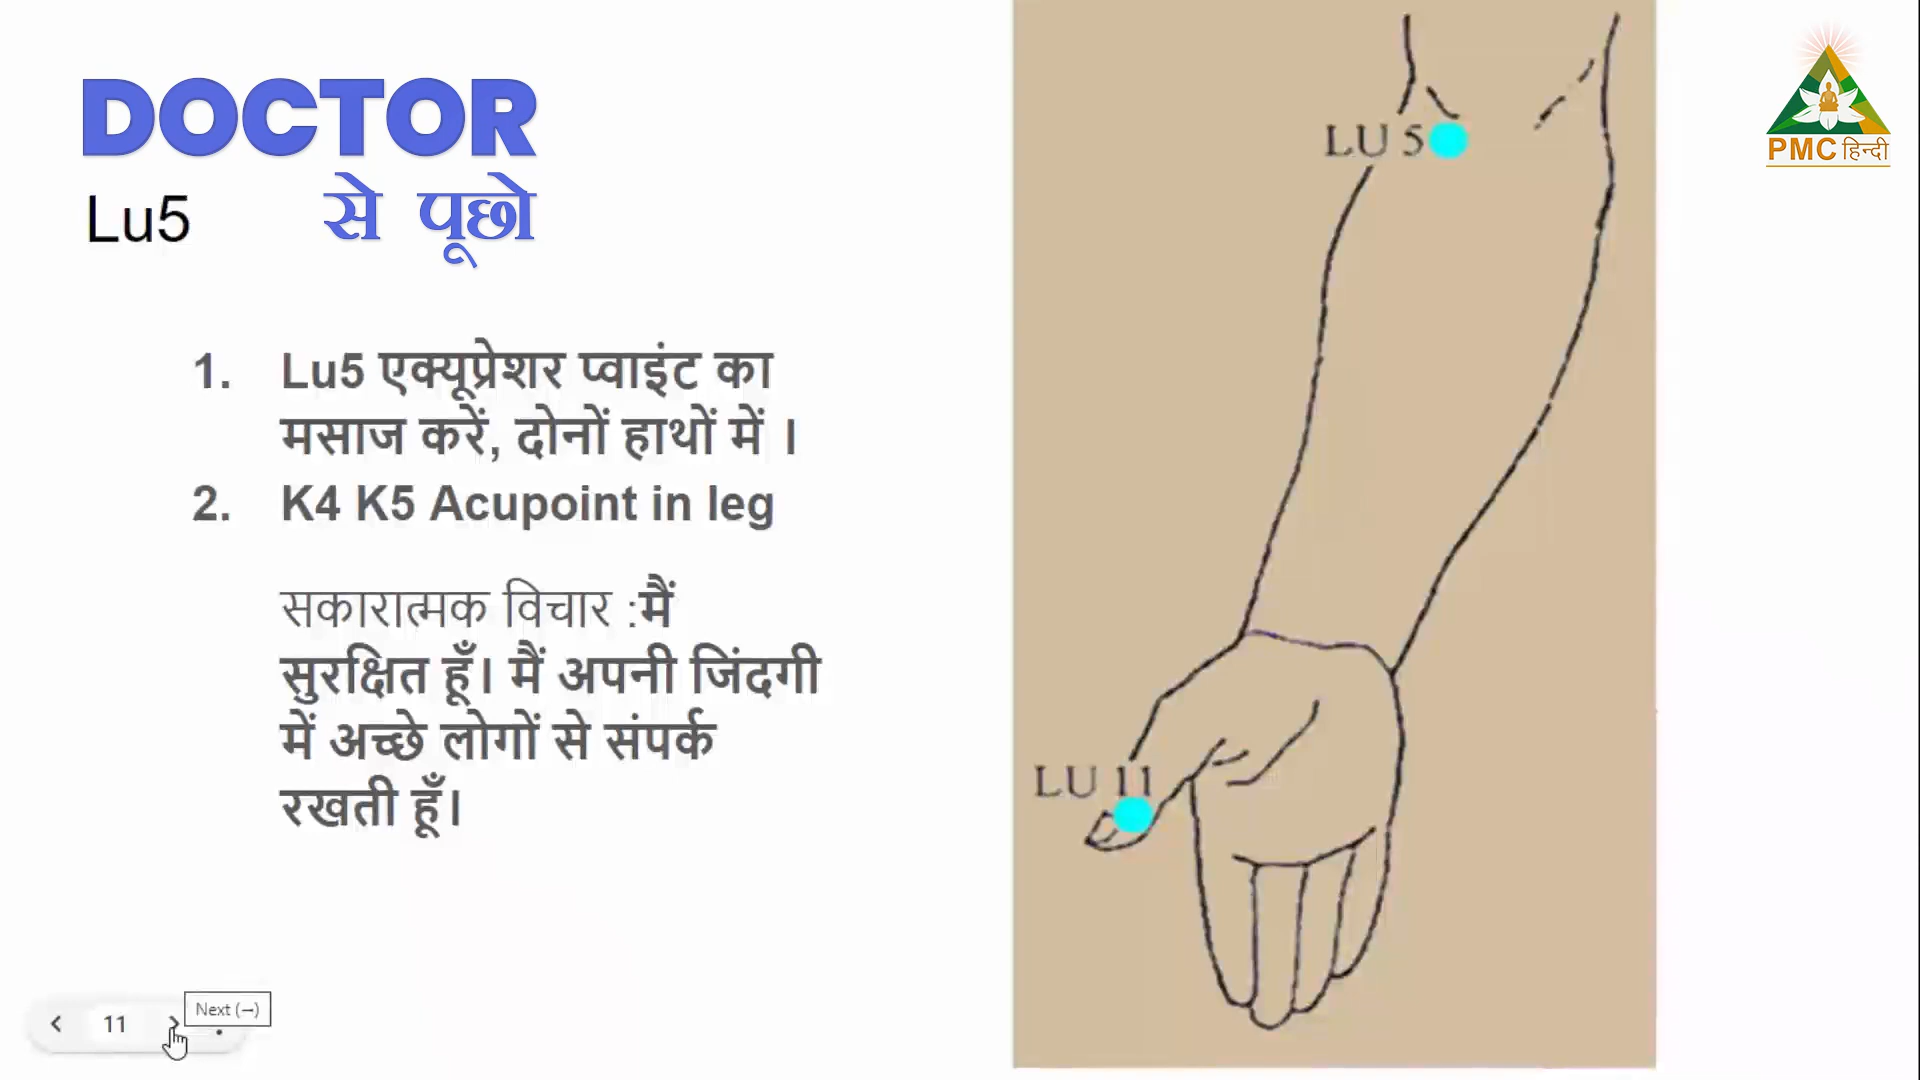 DOCTOR
से पूछो
Lu5
1. Lu5 एक्यूप्रेशर प्वाइंट का
मसाज करें, दोनों हाथों में ।
2. K4 K5 Acupoint in leg
सकारात्मक विचार :मैं
सुरक्षित हूँ। मैं अपनी जिंदगी
में अच्छे लोगों से संपर्क
रखती हूँ।
LU 5
LU 11
PMC हिन्दी
11
Next (→)